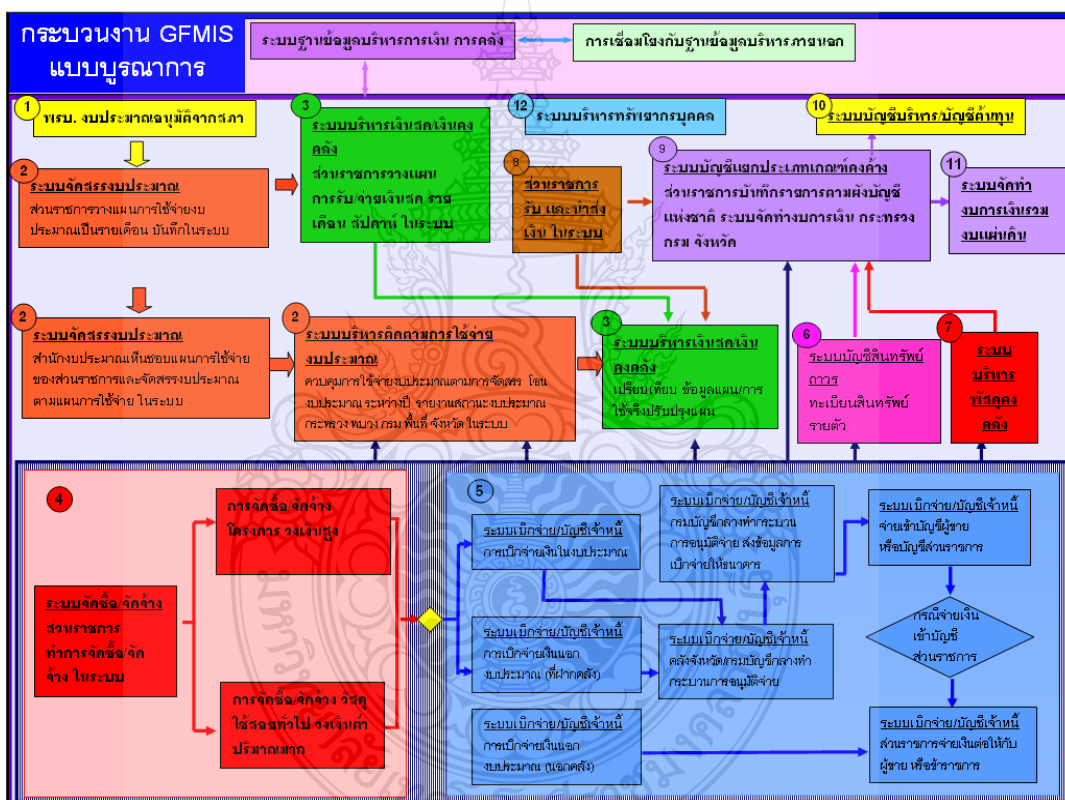 กระบวนงาน GFMIS
แบบบูรณาการ
ระบบฐานข้อมูลบริหารการเงิน การคลัง
การเชื่อมโยงกับฐานข้อมูลบริหารภายนอก
1
พรบ. งบประมาณอนุมัติจากสภา
2
ระบบจัดสรรงบประมาณ
ส่วนราชการวางแผนการใช้จ่ายงบ
ประมาณเป็นรายเดือน บันทึกในระบบ
3
ระบบบริหารเงินสด/เงินคง
คลัง
ส่วนราชการวางแผน
การรับ/จ่ายเงินสด ราย
เดือน สัปดาห์ ในระบบ
12
ระบบบริหารทรัพยากรบุคคล
8
ส่วนราชการ
รับ และนำส่ง
เงิน ในระบบ
10
ระบบบัญชีบริหาร/บัญชีต้นทุน
9
ระบบบัญชีแยกประเภทเกณฑ์คงค้าง
ส่วนราชการบันทึกรายการตามผังบัญชี
แห่งชาติ ระบบจัดทำงบการเงิน กระทรวง
กรม จังหวัด
11
ระบบจัดทำ
งบการเงินรวม
งบแผ่นดิน
2
ระบบจัดสรรงบประมาณ
สำนักงบประมาณเห็นชอบแผนการใช้จ่าย
ของส่วนราชการและจัดสรรงบประมาณ
ตามแผนการใช้จ่าย ในระบบ
2
ระบบบริหารติดตามการใช้จ่าย
งบประมาณ
ควบคุมการใช้จ่ายงบประมาณตามการจัดสรร โอน
งบประมาณ ระหว่างปี รายงานสถานะงบประมาณ
กระทรวง ทบวง กรม พื้นที่ จังหวัด ในระบบ
3
ระบบบริหารเงินสด/เงิน
คงคลัง
เปรียบเทียบ ข้อมูลแผน/การ
ใช้จริงปรับปรุงแผน
6
ระบบบัญชีสินทรัพย์
ถาวร
ทะเบียนสินทรัพย์
รายตัว
7
ระบบ
บริหาร
พัสดุคง
คลัง
4
ระบบจัดซื้อ/จัดจ้าง
ส่วนราชการ
ทำการจัดซื้อ/จัด
จ้าง ในระบบ
การจัดซื้อ/จัดจ้าง
โครงการ วงเงินสูง
การจัดซื้อ/จัดจ้าง วัสดุ
ใช้สอยทั่วไป วงเงินต่ำ
ปริมาณมาก
5
ระบบเบิกจ่าย/บัญชีเจ้าหนี้
การเบิกจ่ายเงินในงบประมาณ
ระบบเบิกจ่าย/บัญชีเจ้าหนี้
กรมบัญชีกลางทำกระบวน
การอนุมัติจ่าย ส่งข้อมูลการ
เบิกจ่ายให้ธนาคาร
ระบบเบิกจ่าย/บัญชีเจ้าหนี้
จ่ายเข้าบัญชีผู้ขาย
หรือบัญชีส่วนราชการ
ระบบเบิกจ่าย/บัญชีเจ้าหนี้
การเบิกจ่ายเงินนอก
งบประมาณ (ที่ฝากคลัง)
ระบบเบิกจ่าย/บัญชีเจ้าหนี้
คลังจังหวัด/กรมบัญชีกลางทำ
กระบวนการอนุมัติจ่าย
กรณีจ่ายเงิน
เข้าบัญชี
ส่วนราชการ
ระบบเบิกจ่าย/บัญชีเจ้าหนี้
การเบิกจ่ายเงินนอก
งบประมาณ (นอกคลัง)
ระบบเบิกจ่าย/บัญชีเจ้าหนี้
ส่วนราชการจ่ายเงินต่อให้กับ
ผู้ขาย หรือข้าราชการ